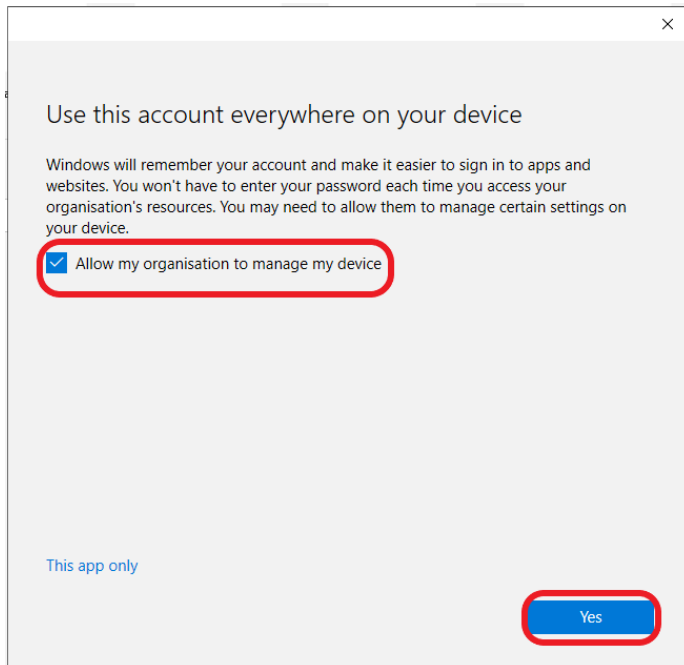 Use this account everywhere on your device
Windows will remember your account and make it easier to sign in to apps and
websites. You won't have to enter your password each time you access your
organisation's resources. You may need to allow them to manage certain settings on
your device.
Allow my organisation to manage my device
This app only
Yes